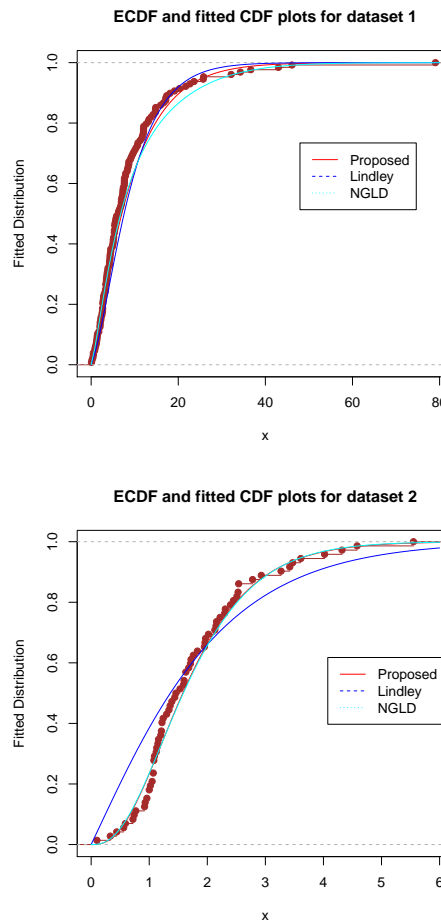 ECDF and fitted CDF plots for dataset 1
Fitted Distribution
1.0
0.8
0.6
0.4
0.2
0.0
Proposed
Lindley
NGLD
0 20 40 60 80
x
ECDF and fitted CDF plots for dataset 2
Fitted Distribution
1.0
0.8
0.6
0.4
0.2
0.0
Proposed
Lindley
NGLD
0 1 2 3 4 5 6
x